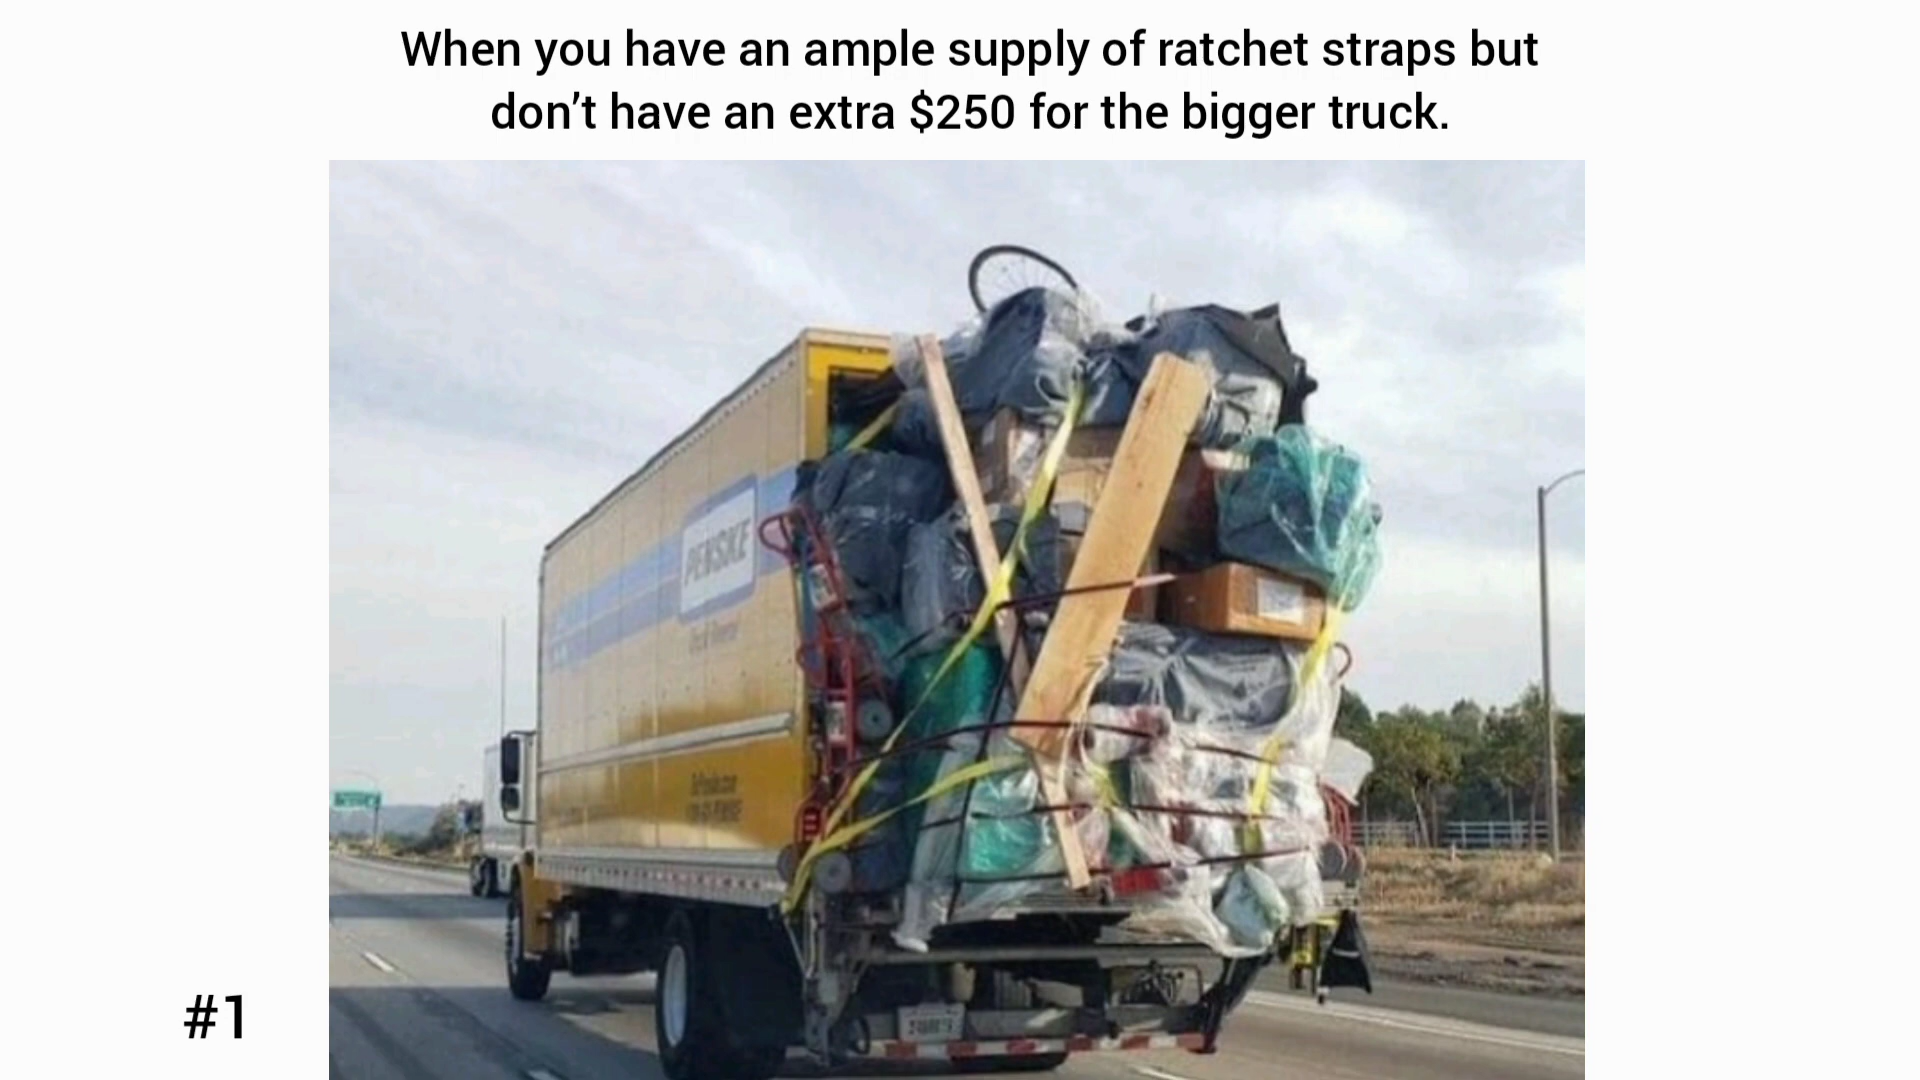 When you have an ample supply of ratchet straps but
don’t have an extra $250 for the bigger truck.
PENSKE
#1